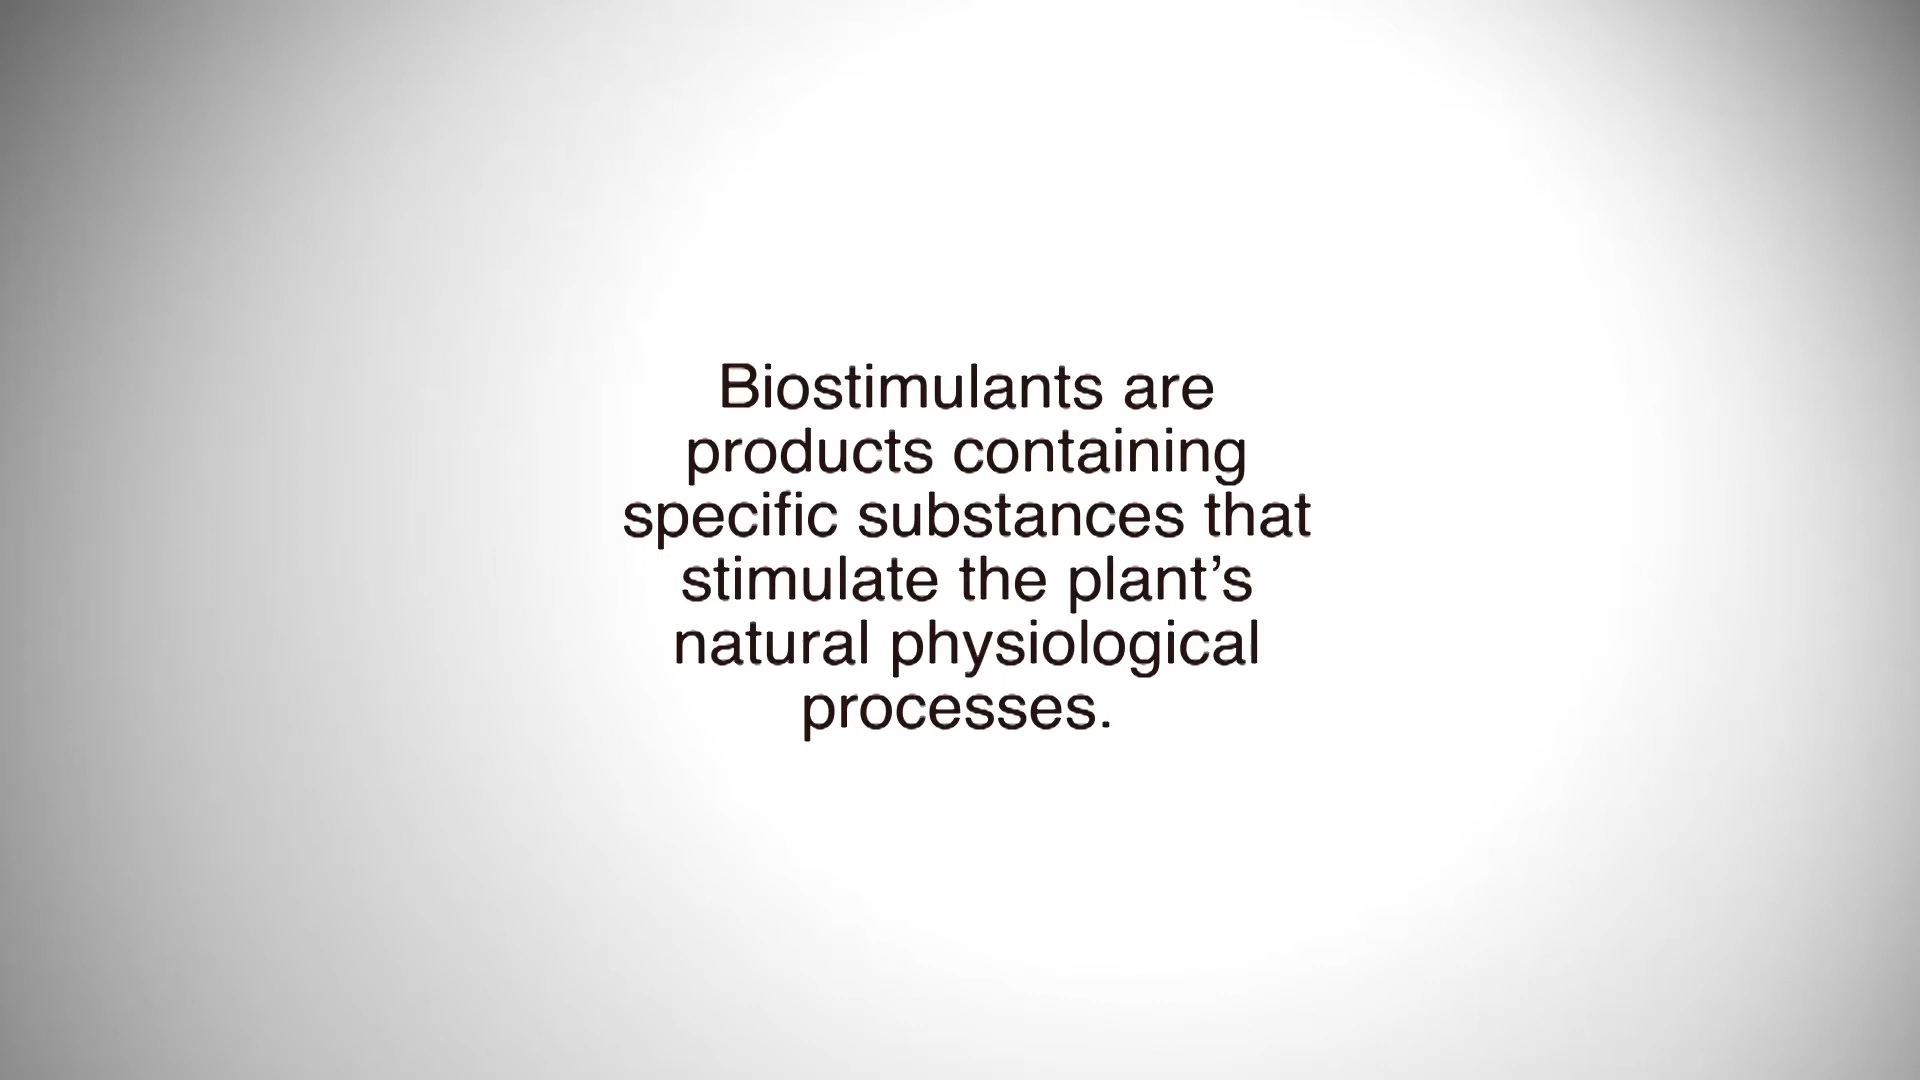 Biostimulants are
products containing
specific substances that
stimulate the plant’s
natural physiological
processes.